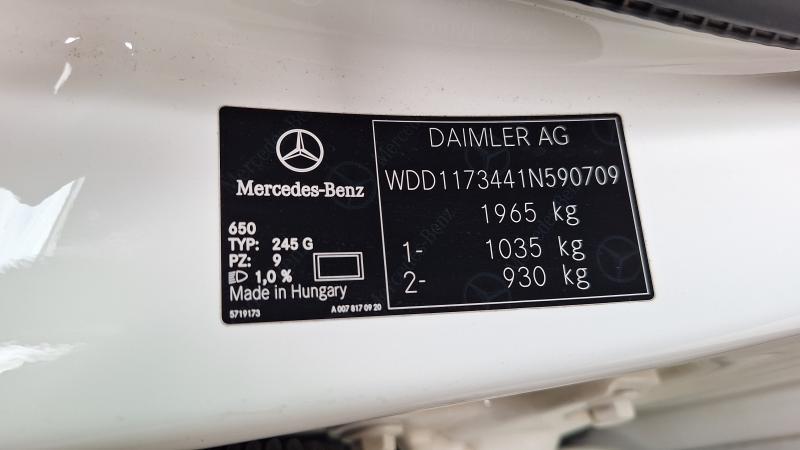 Mercedes-Benz
650
TYP: 245 G
PZ: 9
1,0 %
Made in Hungary
5719173
A 007 817 09 20
DAIMLER AG
WDD1173441N590709
1965 kg
1- 1035 kg
2- 930 kg